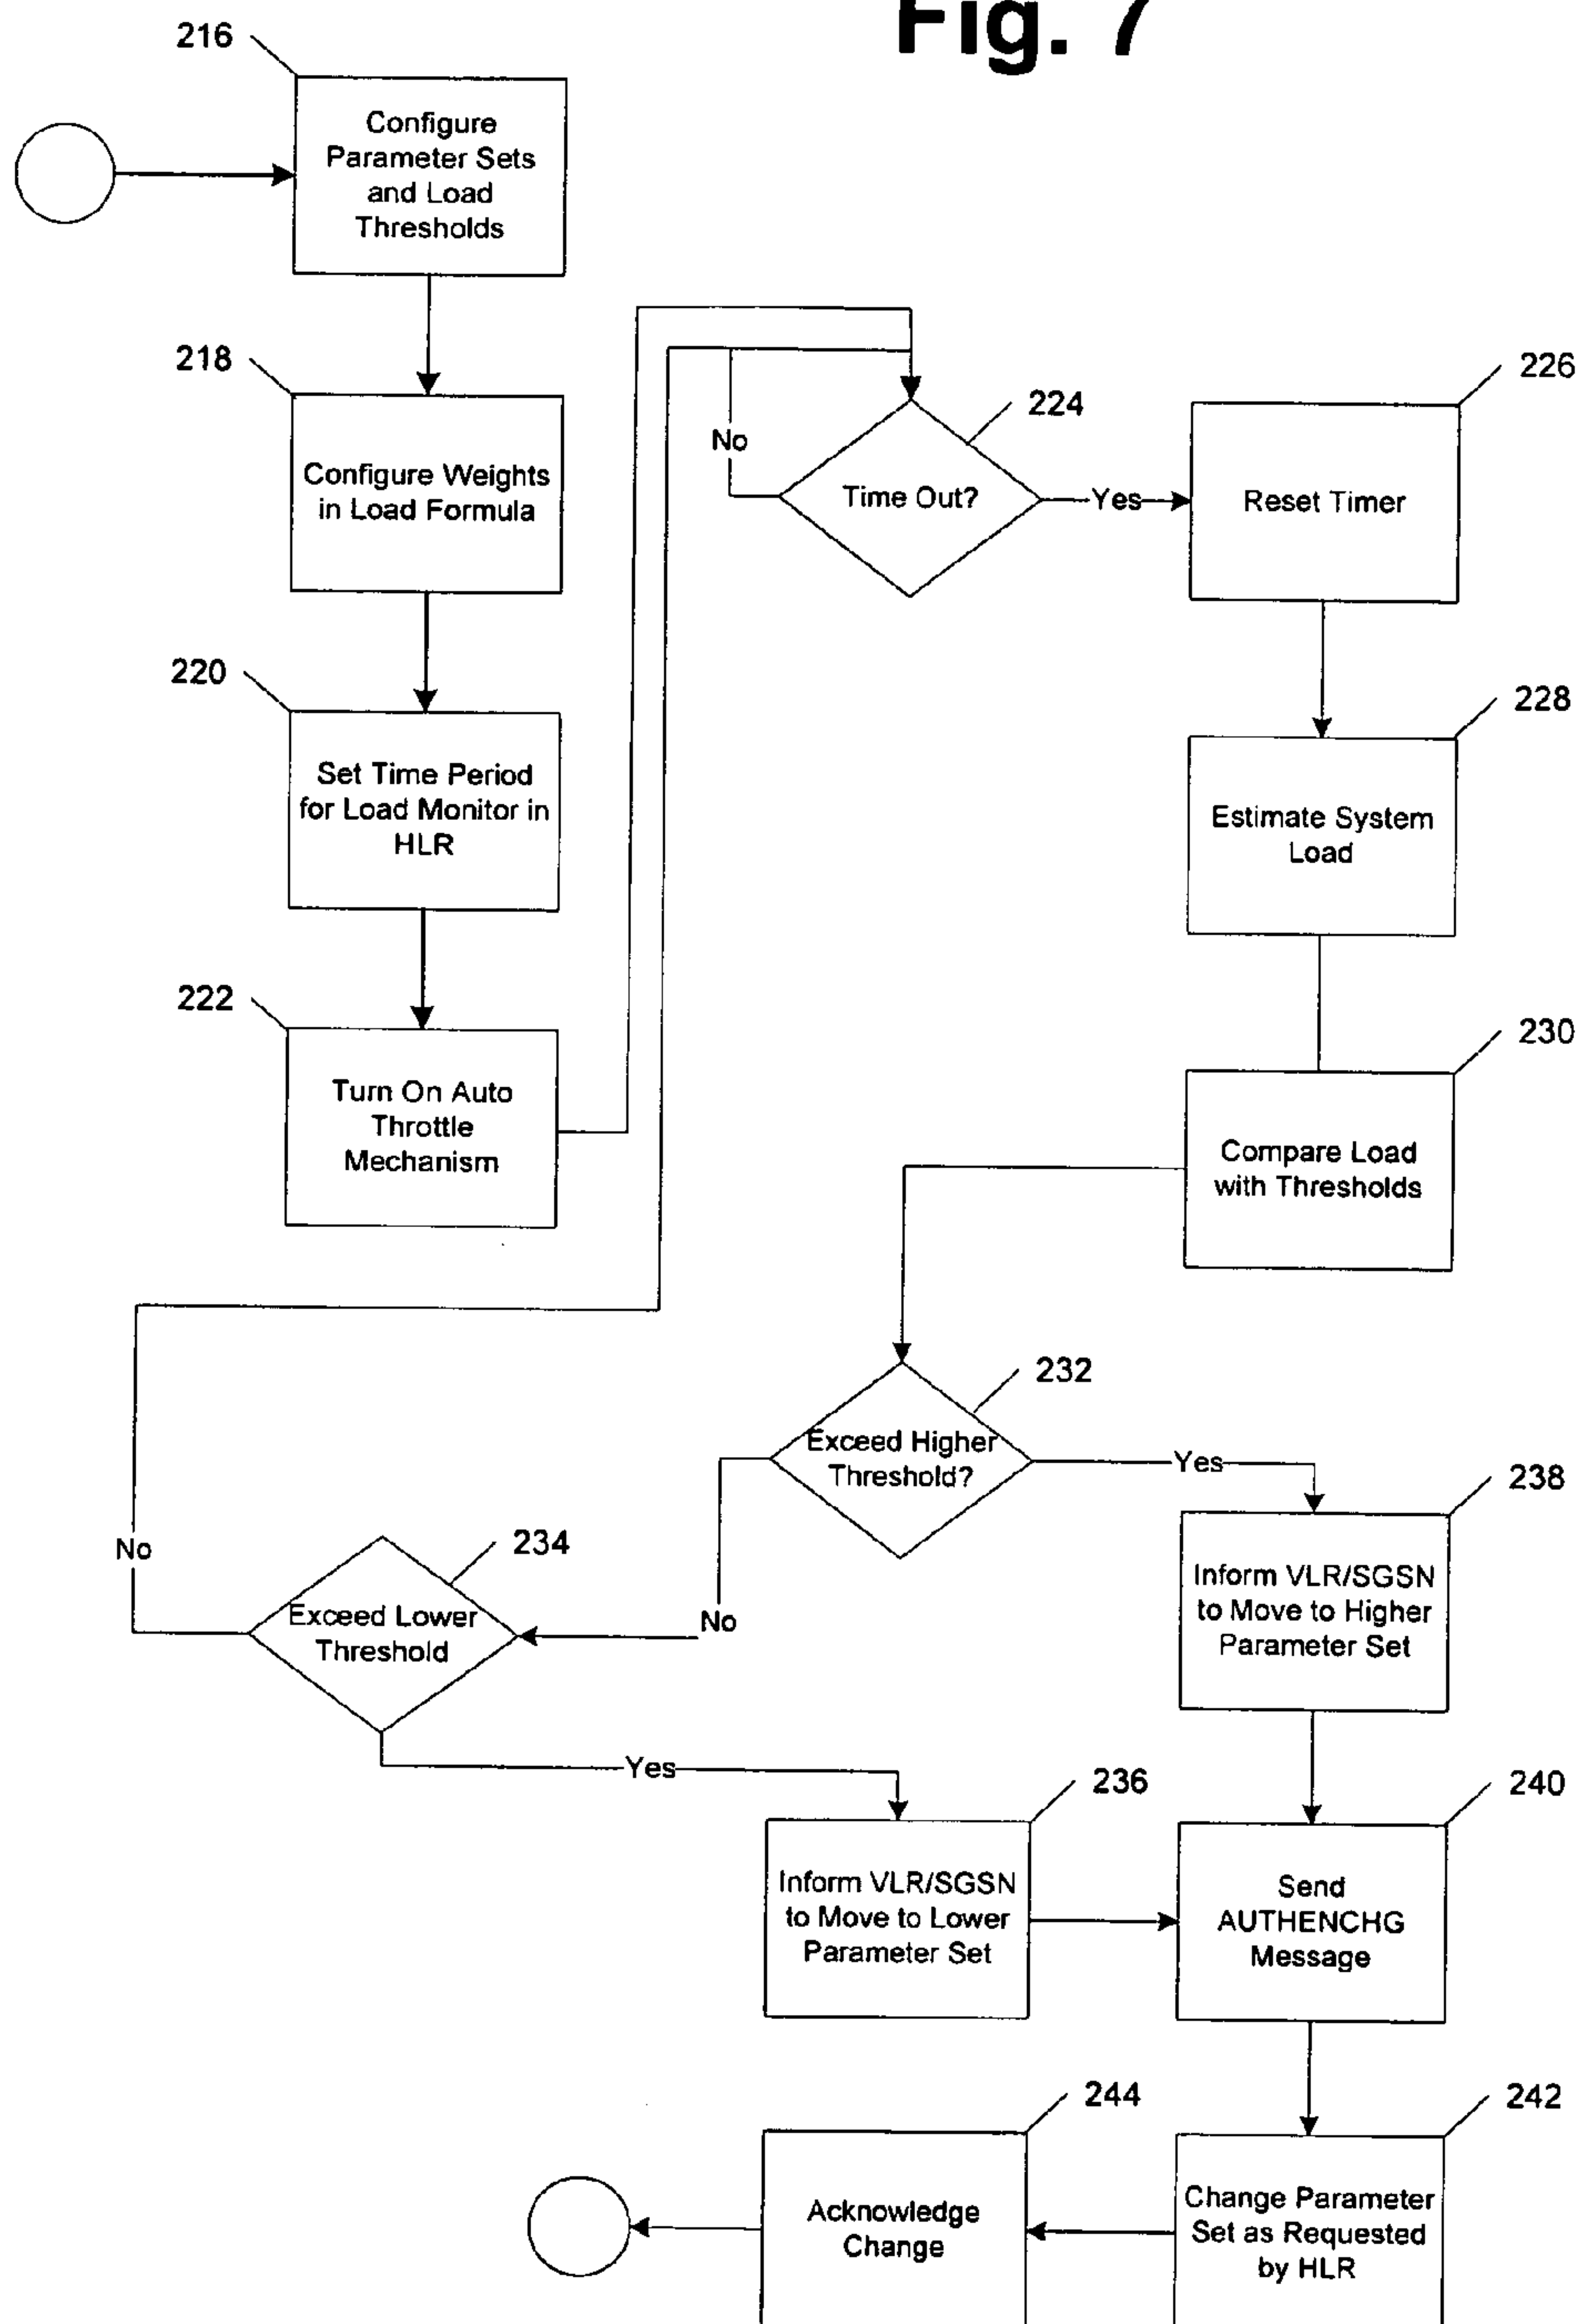 Fig. 7
216
Configure
Parameter Sets
and Load
Thresholds
218
Configure Weights
in Load Formula
220
Set Time Period
for Load Monitor in
HLR
222
Turn On Auto
Throttle
Mechanism
224
Time Out?
No
Yes
226
Reset Timer
228
Estimate System
Load
230
Compare Load
with Thresholds
232
Exceed Higher
Threshold?
Yes
No
234
Exceed Lower
Threshold
No
Yes
238
Inform VLR/SGSN
to Move to Higher
Parameter Set
236
Inform VLR/SGSN
to Move to Lower
Parameter Set
240
Send
AUTHENCHG
Message
242
Change Parameter
Set as Requested
by HLR
244
Acknowledge
Change